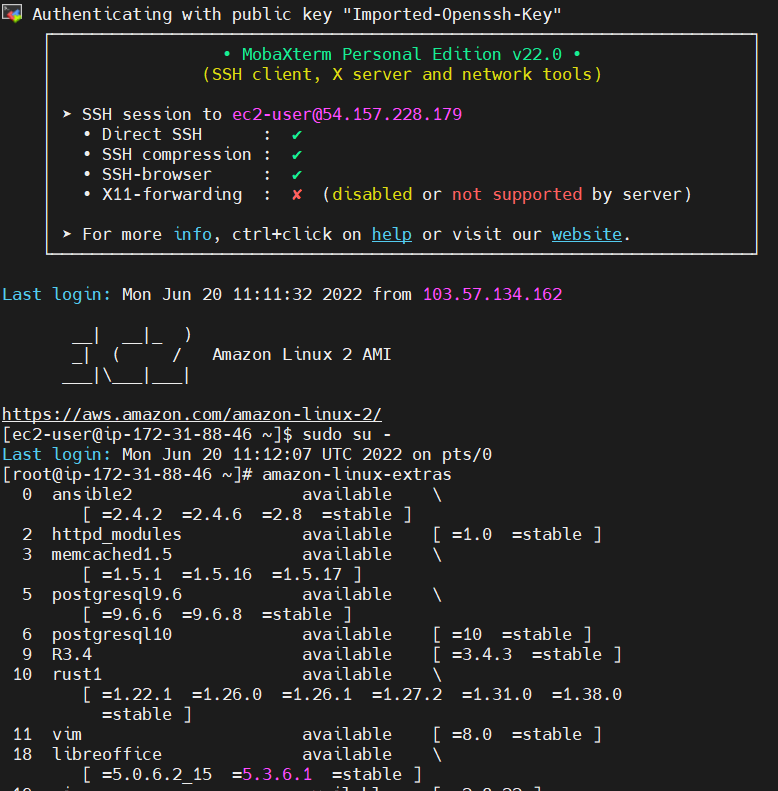 Authenticating with public key "Imported-Openssh-Key"
• MobaXterm Personal Edition v22.0 •
(SSH client, X server and network tools)
➤ SSH session to ec2-user@54.157.228.179
• Direct SSH : ✔
• SSH compression : ✔
• SSH-browser : ✔
• X11-forwarding : ✘ (disabled or not supported by server)
➤ For more info, ctrl+click on help or visit our website.
Last login: Mon Jun 20 11:11:32 2022 from 103.57.134.162
__| __|_ )
_| ( / Amazon Linux 2 AMI
___|\___|___|
https://aws.amazon.com/amazon-linux-2/
[ec2-user@ip-172-31-88-46 ~]$ sudo su -
Last login: Mon Jun 20 11:12:07 UTC 2022 on pts/0
[root@ip-172-31-88-46 ~]# amazon-linux-extras
0 ansible2 available \
[ =2.4.2 =2.4.6 =2.8 =stable ]
2 httpd_modules available [ =1.0 =stable ]
3 memcached1.5 available \
[ =1.5.1 =1.5.16 =1.5.17 ]
5 postgresql9.6 available \
[ =9.6.6 =9.6.8 =stable ]
6 postgresql10 available [ =10 =stable ]
9 R3.4 available [ =3.4.3 =stable ]
10 rust1 available \
[ =1.22.1 =1.26.0 =1.26.1 =1.27.2 =1.31.0 =1.38.0
=stable ]
11 vim available [ =8.0 =stable ]
18 libreoffice available \
[ =5.0.6.2_15 =5.3.6.1 =stable ]